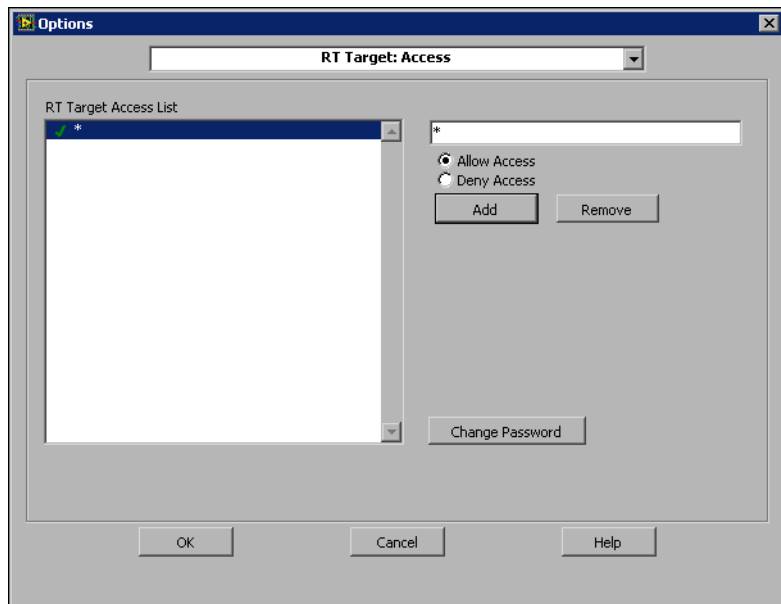 Options
RT Target: Access
RT Target Access List
*
*
Allow Access
Deny Access
Add Remove
Change Password
OK Cancel Help